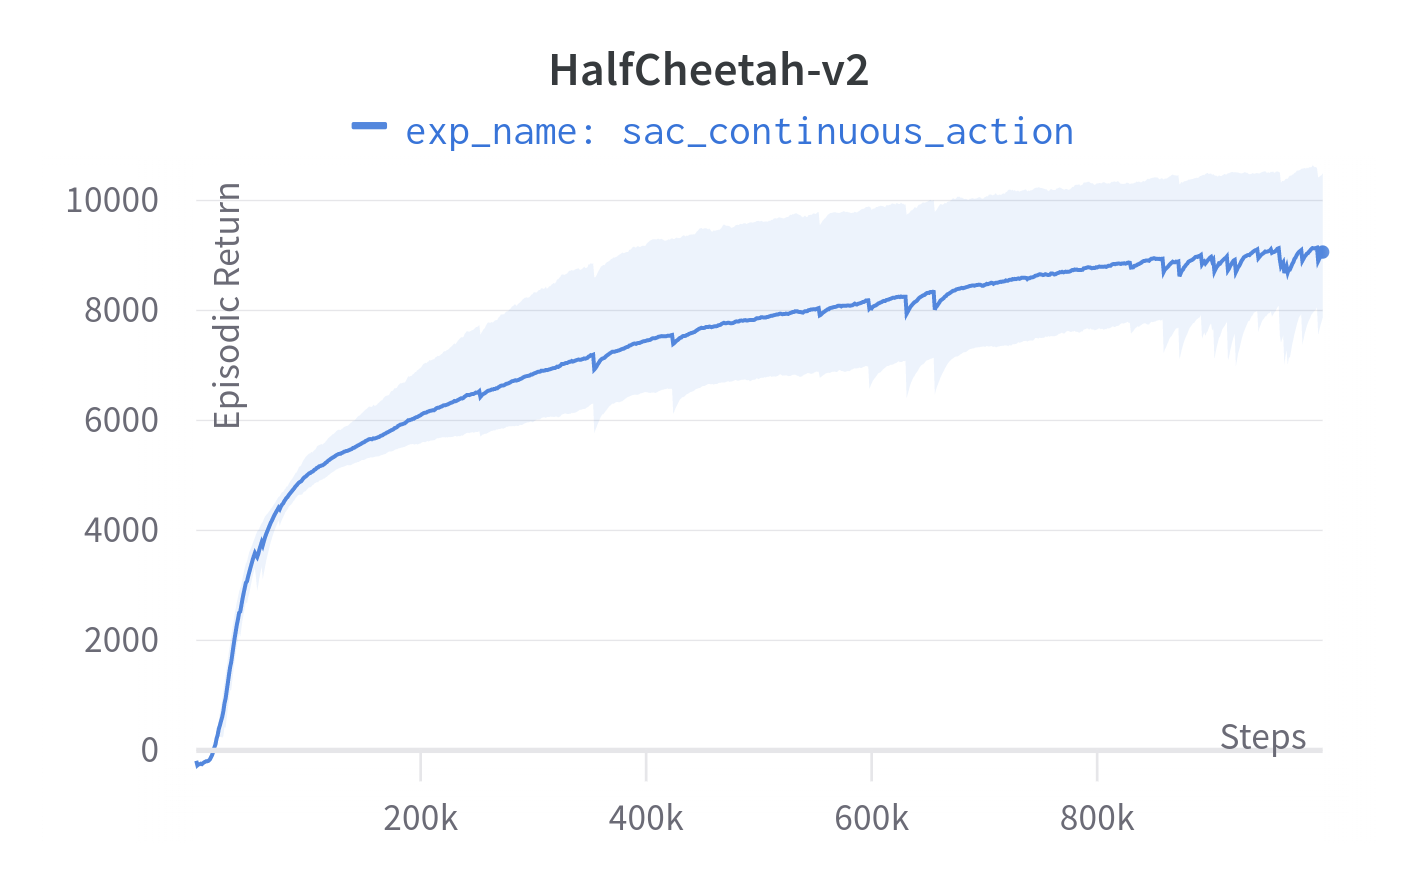 HalfCheetah-v2
exp_name: sac_continuous_action
Episodic Return
10000
8000
6000
4000
2000
0
Steps
200k
400k
600k
800k